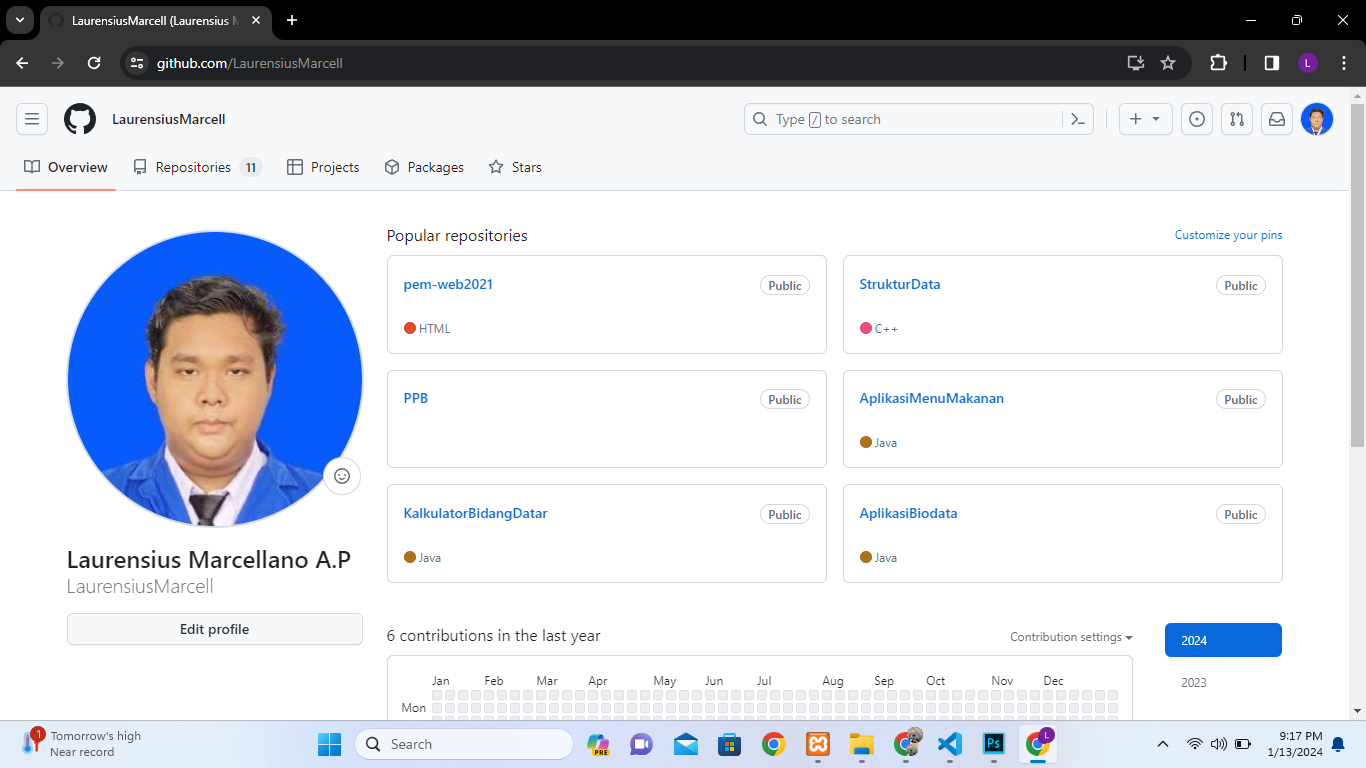 LaurensiusMarcell (Laurensius M
github.com/LaurensiusMarcell
L
LaurensiusMarcell
Type / to search
Overview
Repositories 11
Projects
Packages
Stars
Popular repositories
Customize your pins
pem-web2021 Public
HTML
StrukturData Public
C++
PPB Public
AplikasiMenuMakanan Public
Java
KalkulatorBidangDatar Public
Java
AplikasiBiodata Public
Java
Laurensius Marcellano A.P
LaurensiusMarcell
Edit profile
6 contributions in the last year
Contribution settings
2024
2023
Jan Feb Mar Apr May Jun Jul Aug Sep Oct Nov Dec
Mon
1
Tomorrow's high
Near record
Search
PRE
Ps
L
9:17 PM
1/13/2024